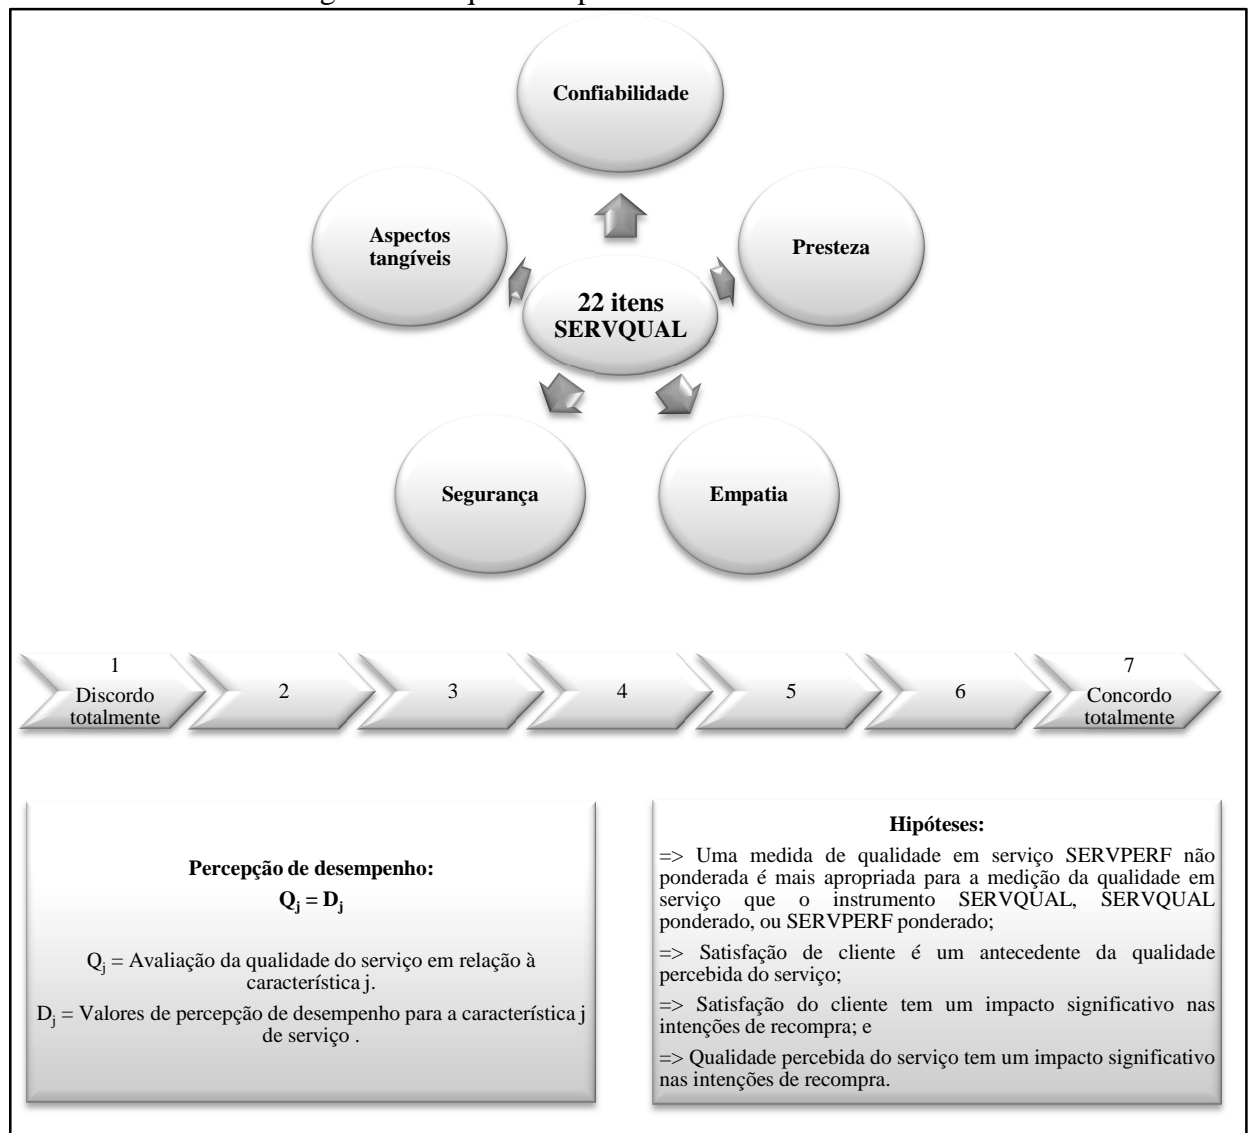 Confiabilidade
Aspectos
tangíveis
Presteza
22 itens
SERVQUAL
Segurança
Empatia
1
Discordo
totalmente
2
3
4
5
6
7
Concordo
totalmente
Percepção de desempenho:
Qj = Dj
Qj = Avaliação da qualidade do serviço em relação à
característica j.
Dj = Valores de percepção de desempenho para a característica j
de serviço .
Hipóteses:
=> Uma medida de qualidade em serviço SERVPERF não
ponderada é mais apropriada para a medição da qualidade em
serviço que o instrumento SERVQUAL, SERVQUAL
ponderado, ou SERVPERF ponderado;
=> Satisfação de cliente é um antecedente da qualidade
percebida do serviço;
=> Satisfação do cliente tem um impacto significativo nas
intenções de recompra; e
=> Qualidade percebida do serviço tem um impacto significativo
nas intenções de recompra.